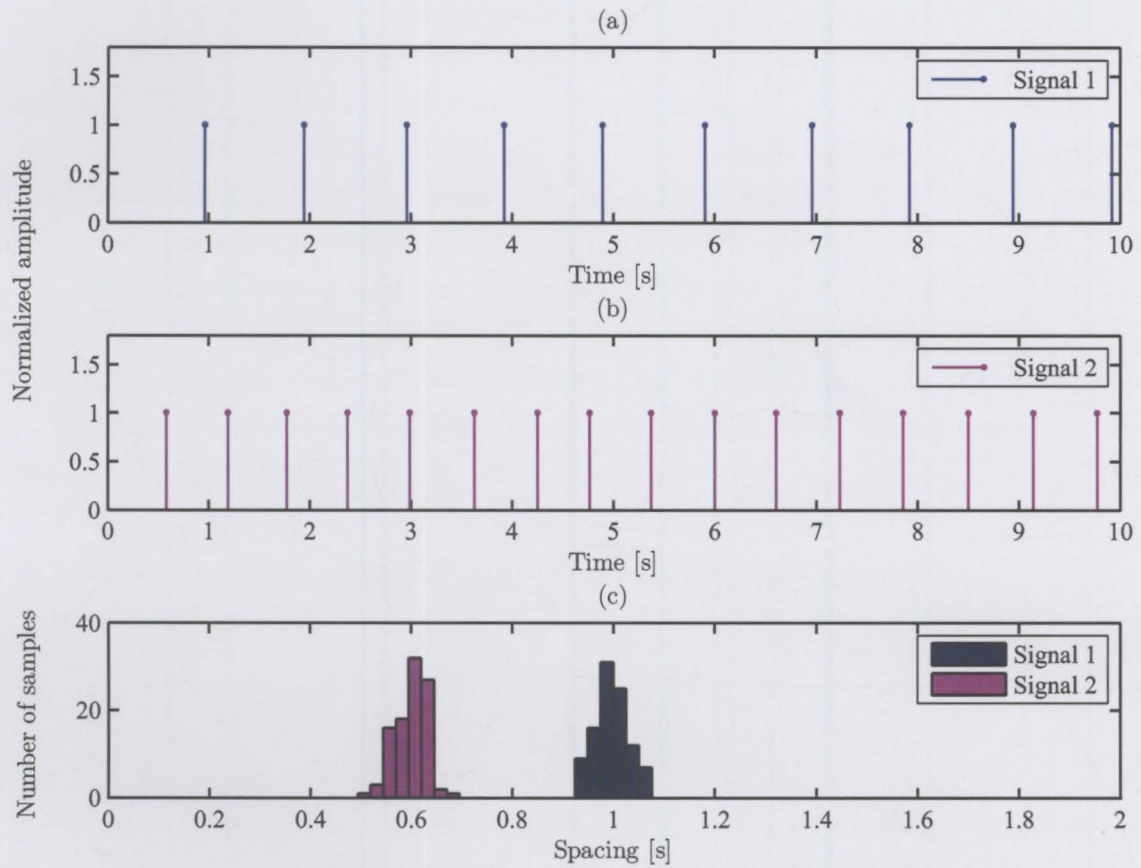 (a)
Normalized amplitude
1.5
1
0.5
0
Signal 1
0 1 2 3 4 5 6 7 8 9 10
Time [s]
(b)
1.5
1
0.5
0
Signal 2
0 1 2 3 4 5 6 7 8 9 10
Time [s]
(c)
Number of samples
40
20
0
Signal 1
Signal 2
0 0.2 0.4 0.6 0.8 1 1.2 1.4 1.6 1.8 2
Spacing [s]